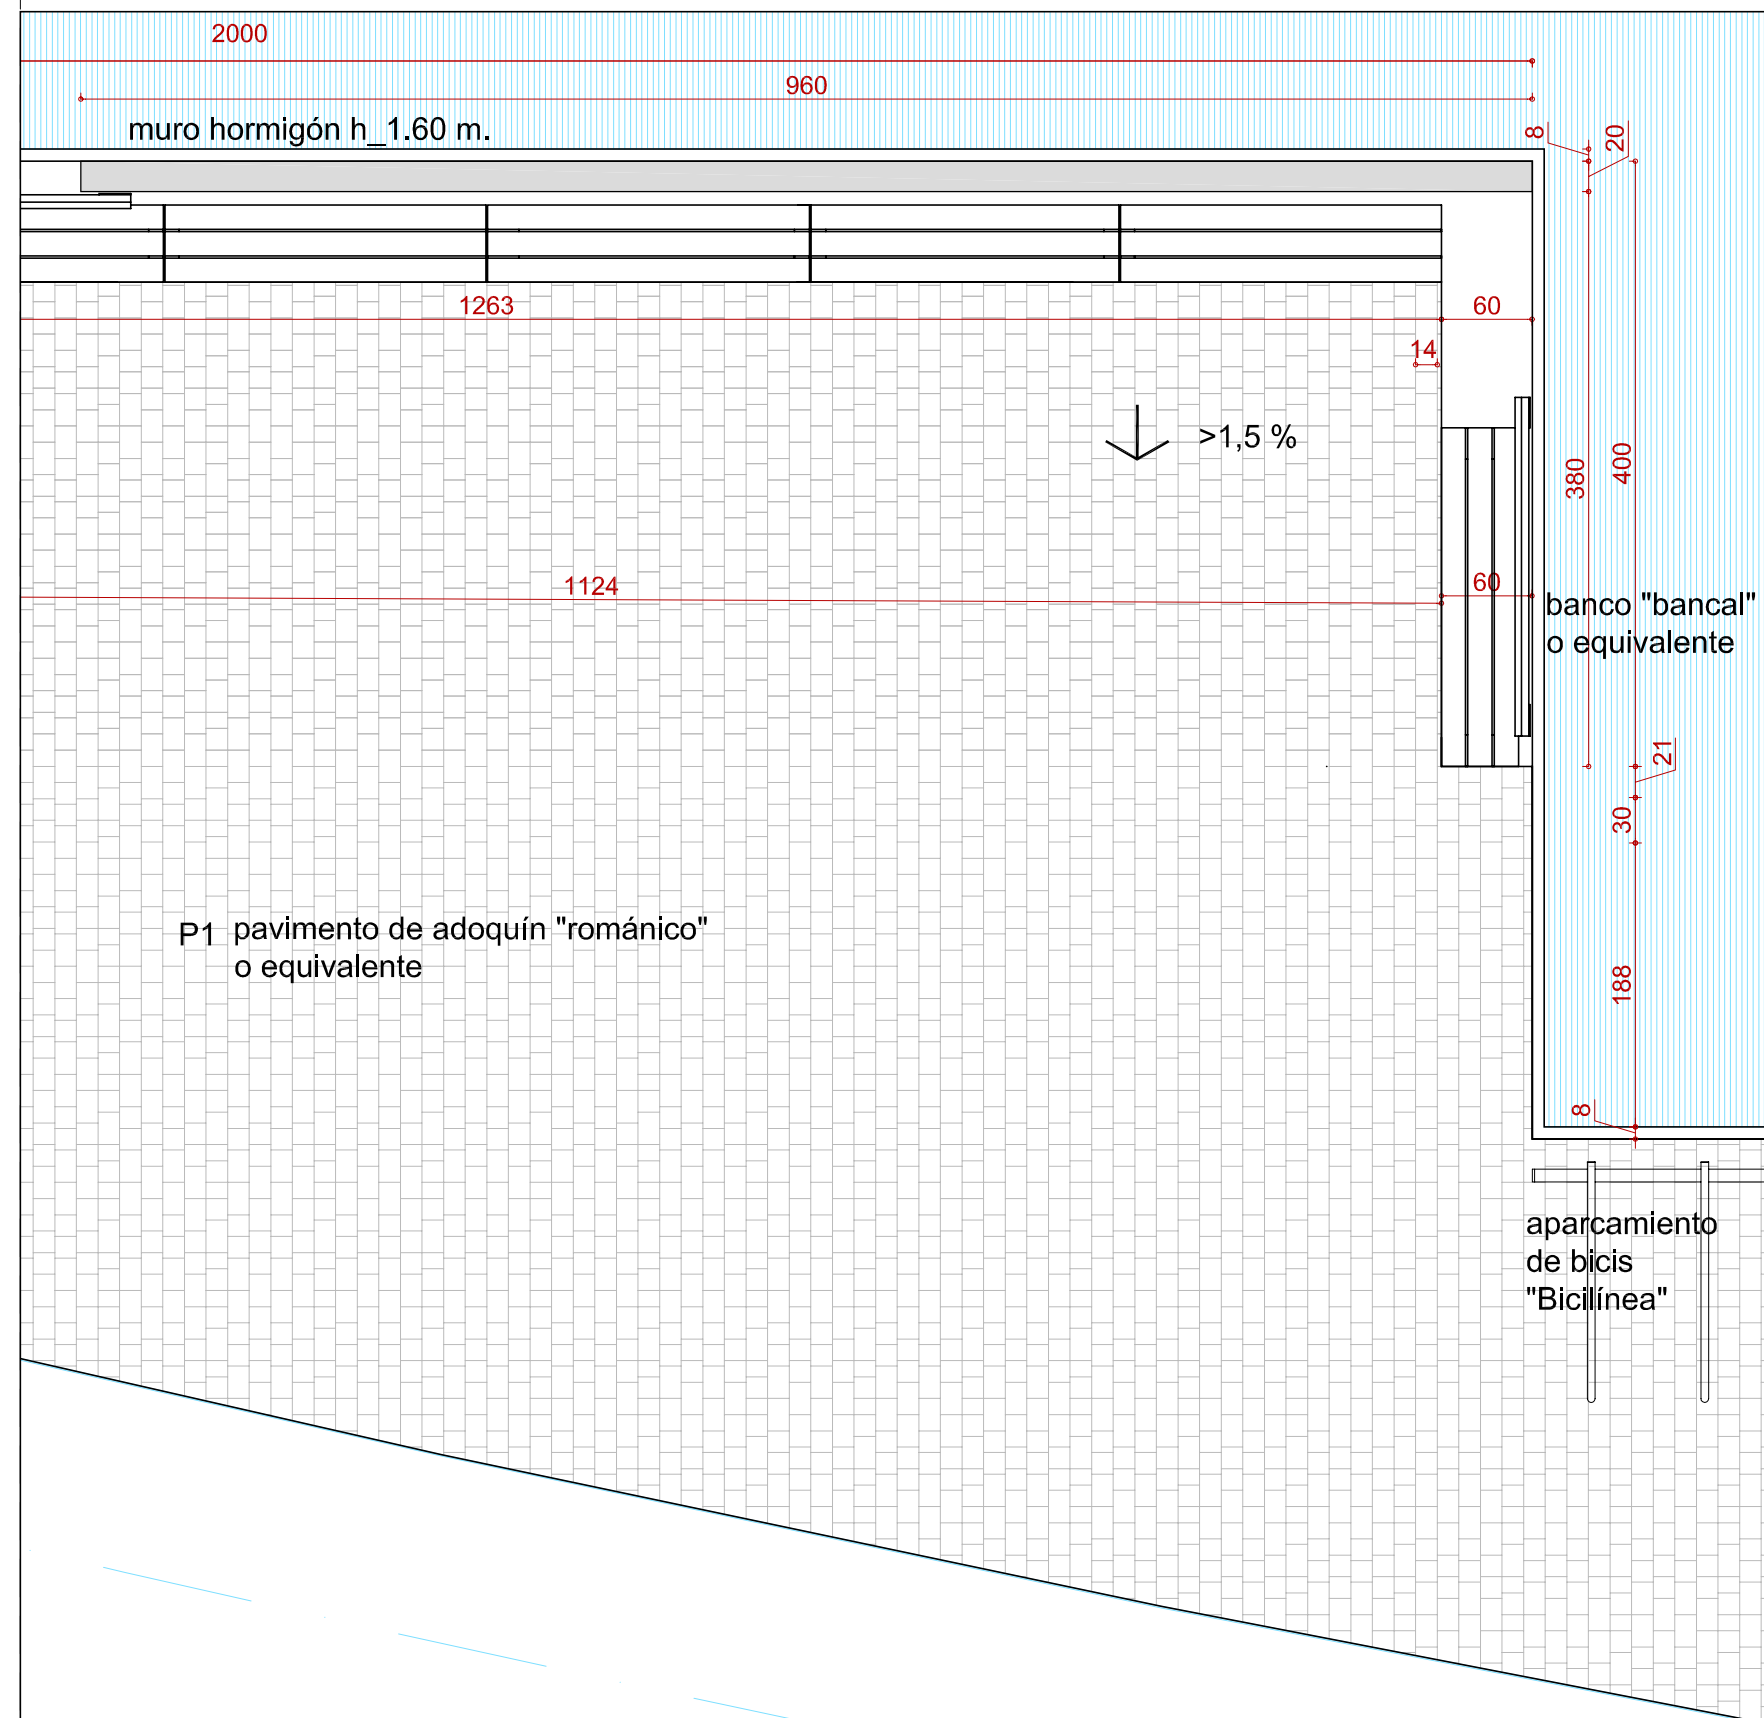 2000
960
muro hormigón h_1.60 m.
8
20
1263
60
14
>1,5 %
380
400
1124
60
banco "bancal"
o equivalente
21
30
P1 pavimento de adoquín "románico"
o equivalente
188
8
aparcamiento
de bicis
"Bicilínea"